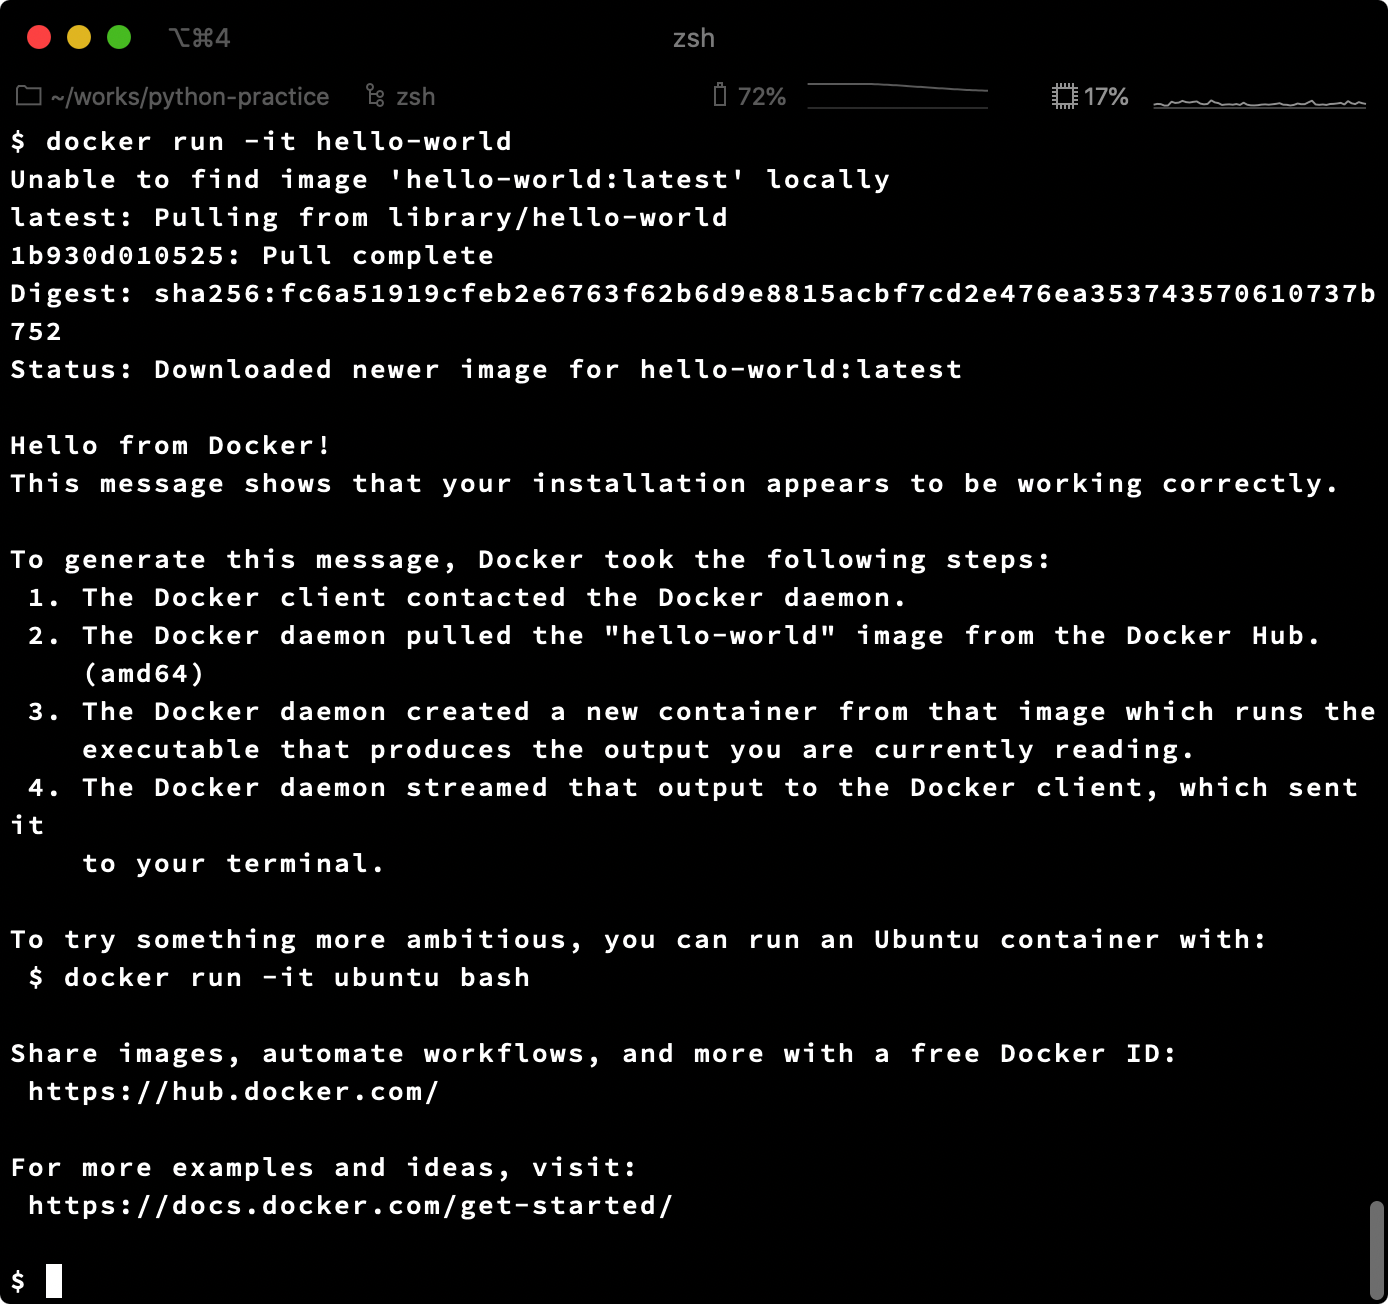 ⌥⌘4
zsh
~/works/python-practice zsh 72% 17%
$ docker run -it hello-world
Unable to find image 'hello-world:latest' locally
latest: Pulling from library/hello-world
1b930d010525: Pull complete
Digest: sha256:fc6a51919cfeb2e6763f62b6d9e8815acbf7cd2e476ea353743570610737b
752
Status: Downloaded newer image for hello-world:latest

Hello from Docker!
This message shows that your installation appears to be working correctly.

To generate this message, Docker took the following steps:
 1. The Docker client contacted the Docker daemon.
 2. The Docker daemon pulled the "hello-world" image from the Docker Hub.
    (amd64)
 3. The Docker daemon created a new container from that image which runs the
    executable that produces the output you are currently reading.
 4. The Docker daemon streamed that output to the Docker client, which sent
it
    to your terminal.

To try something more ambitious, you can run an Ubuntu container with:
 $ docker run -it ubuntu bash

Share images, automate workflows, and more with a free Docker ID:
 https://hub.docker.com/

For more examples and ideas, visit:
 https://docs.docker.com/get-started/

$